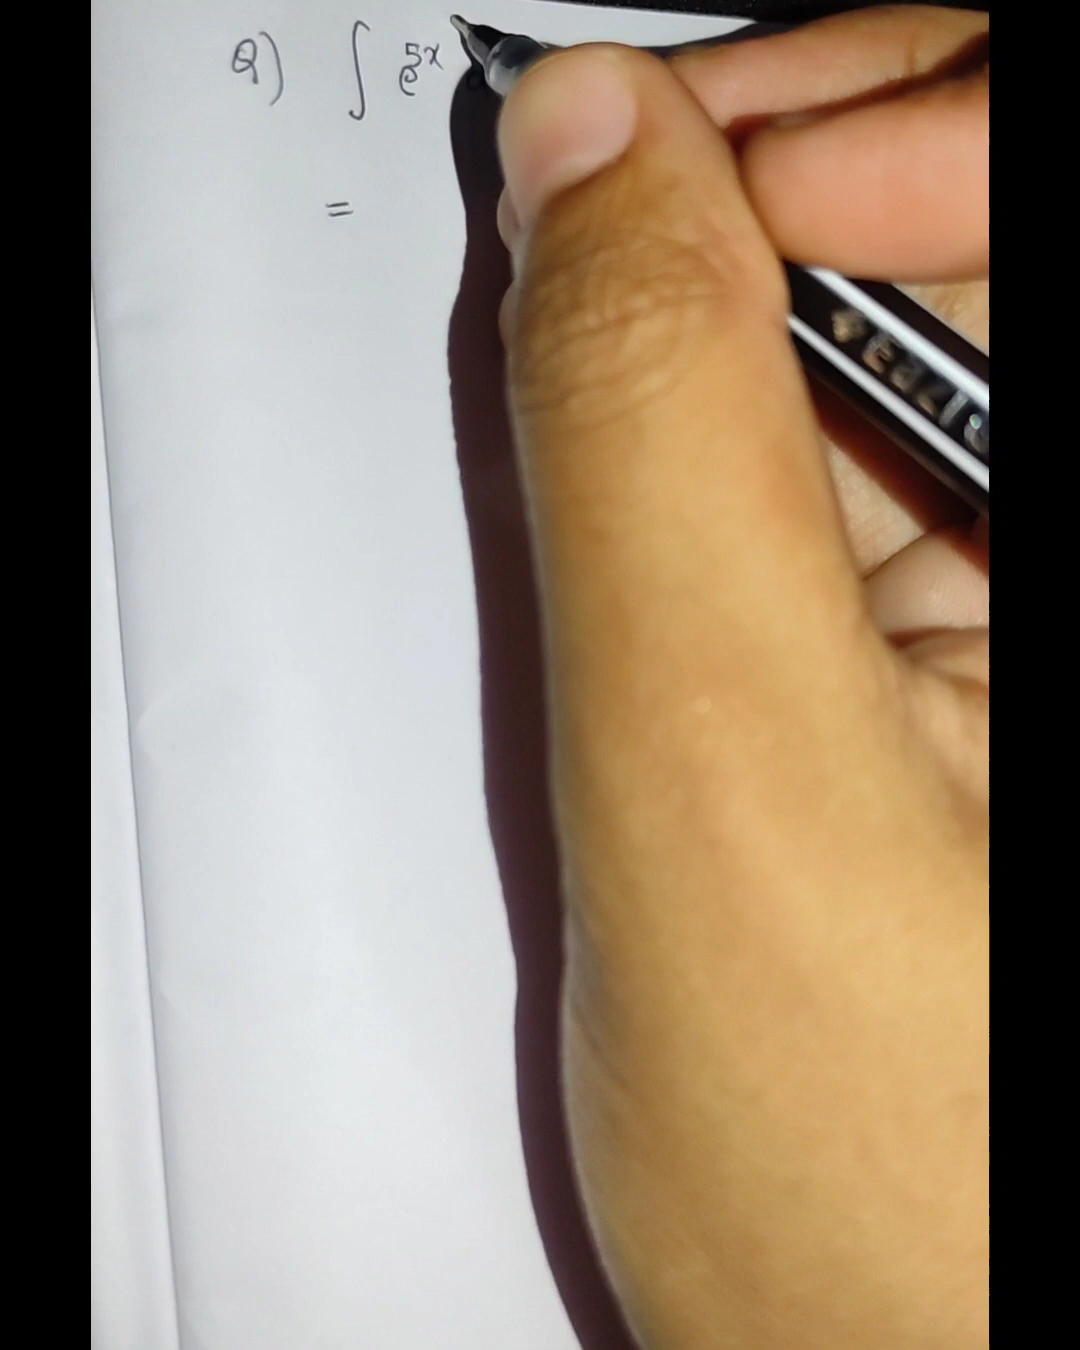 Q) ∫ e^5x
=